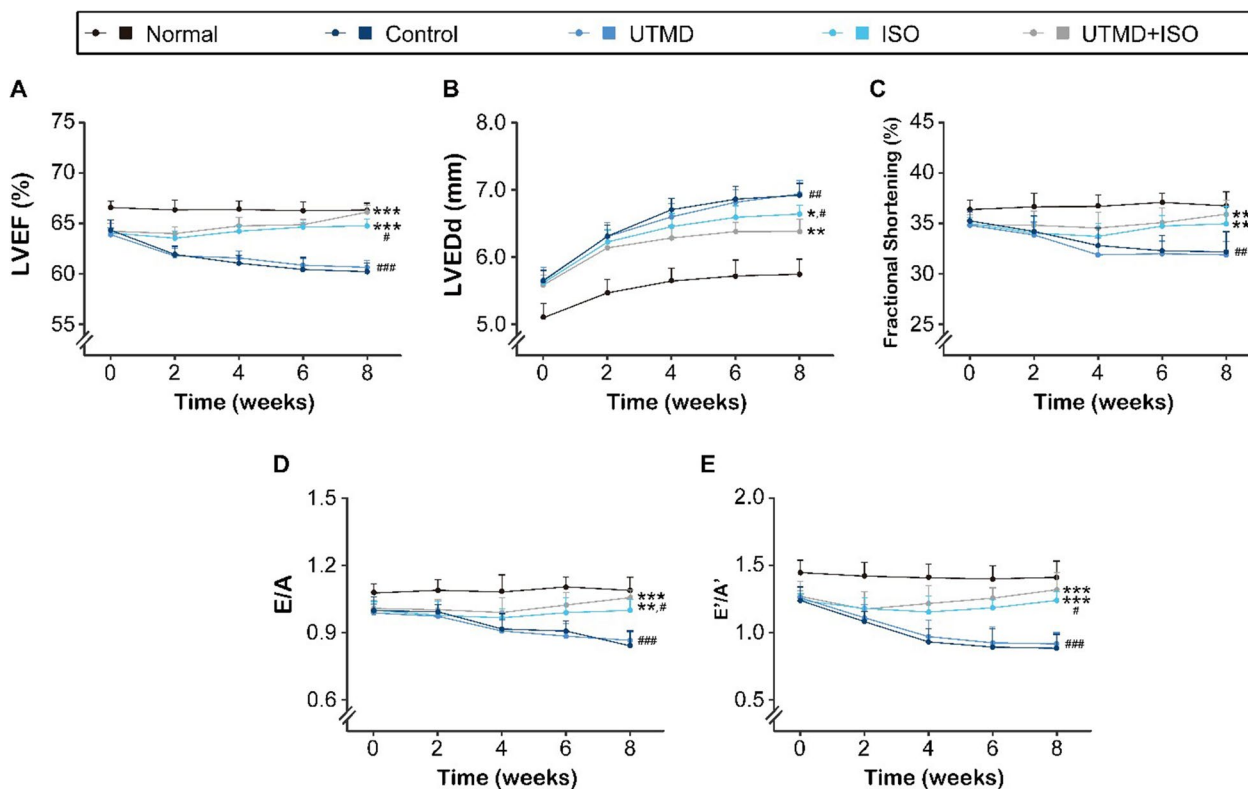 Normal Control UTMD ISO UTMD+ISO
A
LVEF (%)
75
70
65
60
55
***
***
#
###
0 2 4 6 8
Time (weeks)
B
LVEDd (mm)
8.0
7.0
6.0
5.0
##
*,#
**
0 2 4 6 8
Time (weeks)
C
Fractional Shortening (%)
45
40
35
30
25
**
**
##
0 2 4 6 8
Time (weeks)
D
E/A
1.5
1.2
0.9
0.6
***
**,#
###
0 2 4 6 8
Time (weeks)
E
E'/A'
2.0
1.5
1.0
0.5
***
***
#
###
0 2 4 6 8
Time (weeks)